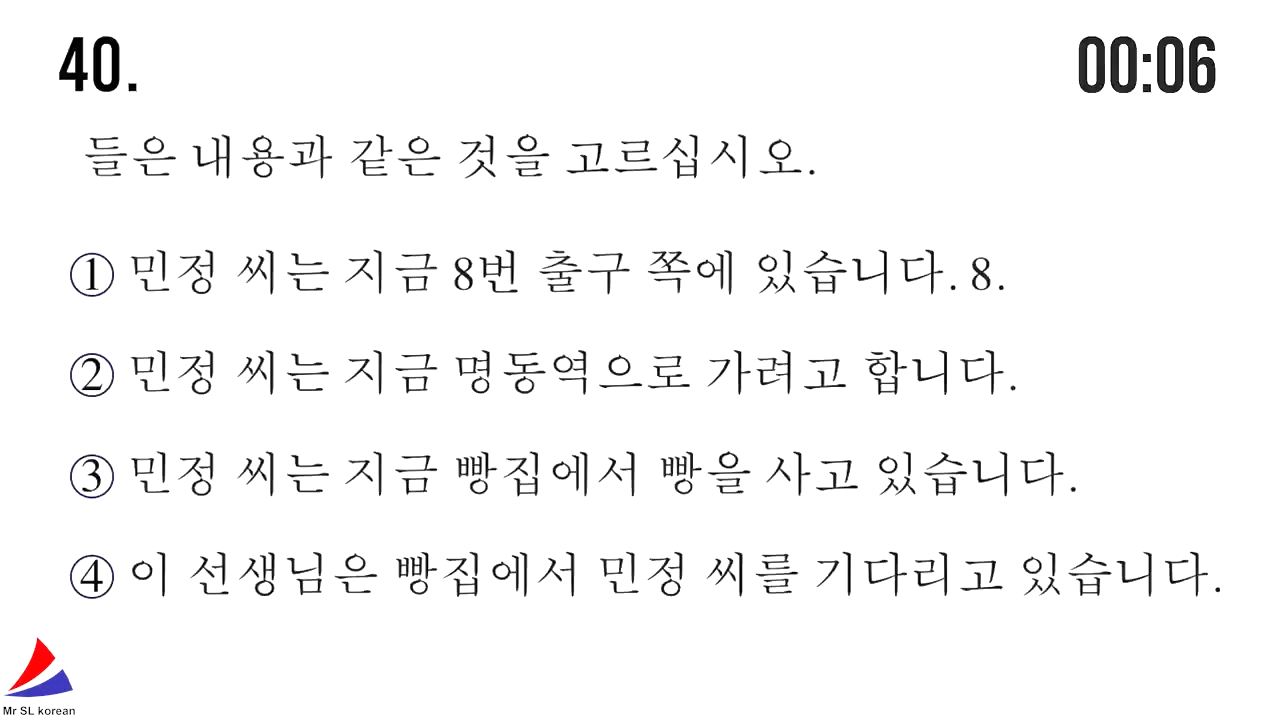 40.
00:06
들은 내용과 같은 것을 고르십시오.
① 민정 씨는 지금 8번 출구 쪽에 있습니다. 8.
② 민정 씨는 지금 명동역으로 가려고 합니다.
③ 민정 씨는 지금 빵집에서 빵을 사고 있습니다.
④ 이 선생님은 빵집에서 민정 씨를 기다리고 있습니다.
Mr SL korean